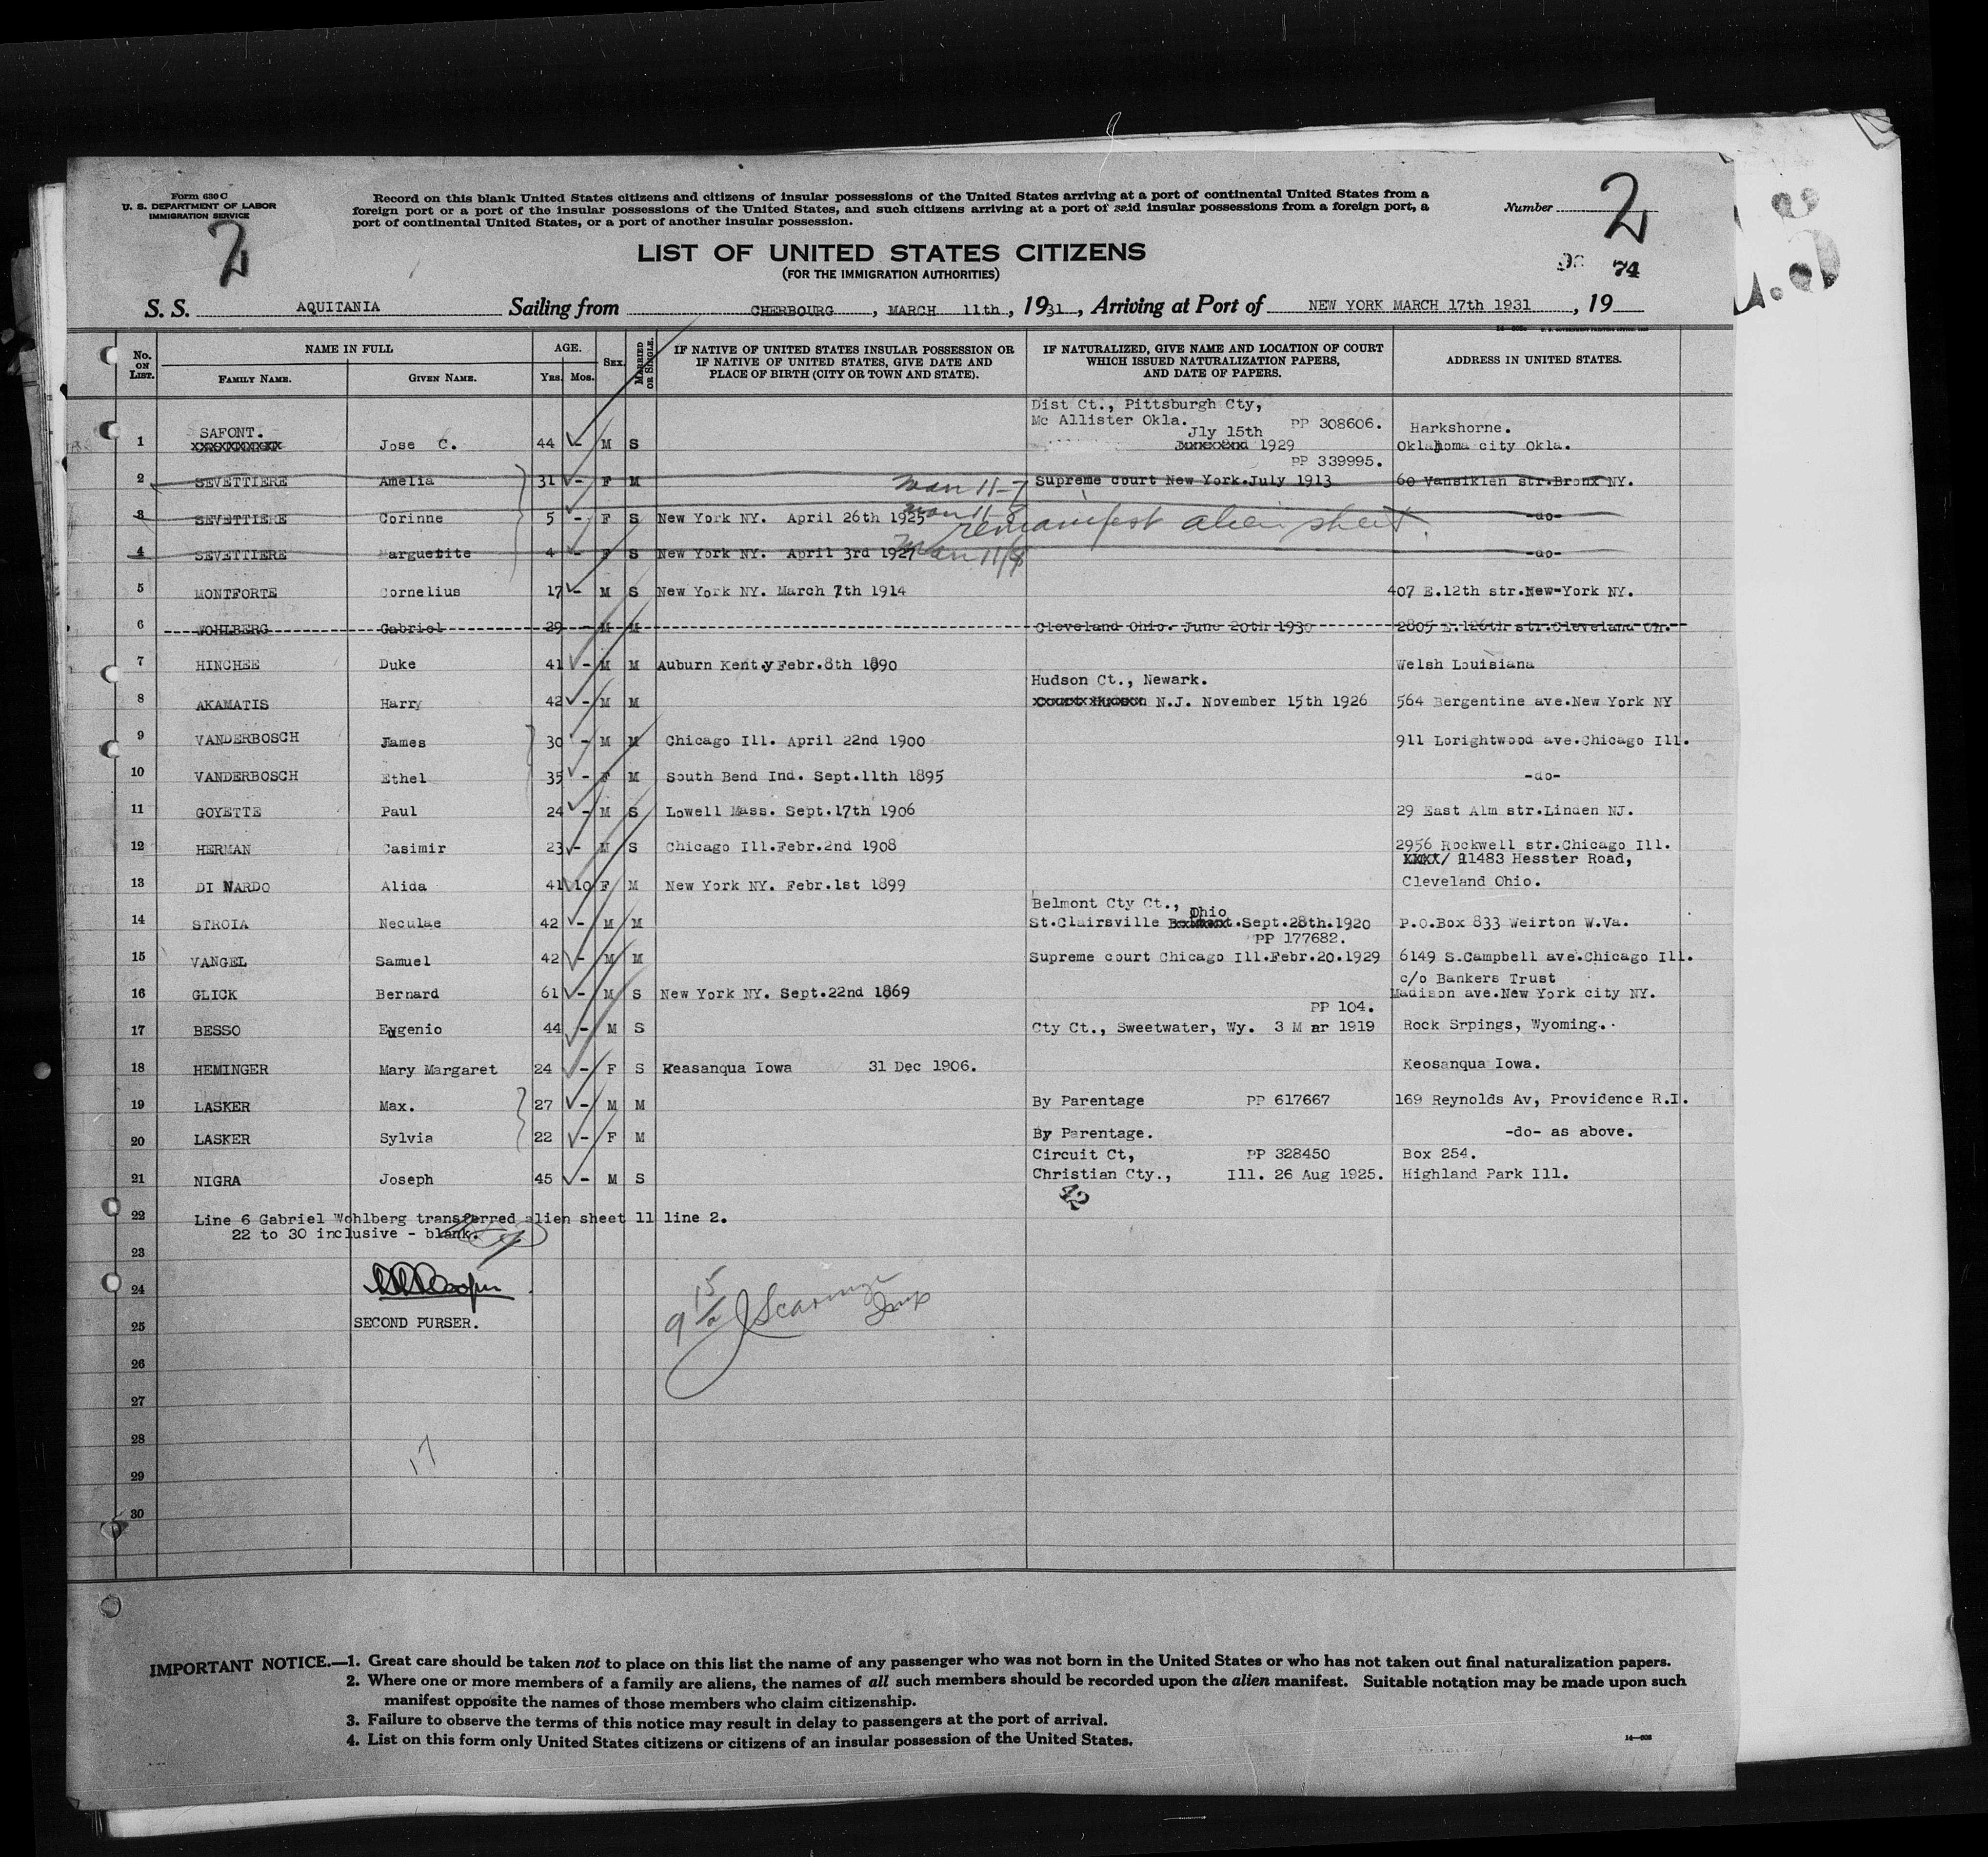 Form 630 C
U. S. DEPARTMENT OF LABOR
IMMIGRATION SERVICE
2
Record on this blank United States citizens and citizens of insular possessions of the United States arriving at a port of continental United States from a
foreign port or a port of the insular possessions of the United States, and such citizens arriving at a port of said insular possessions from a foreign port, a
port of continental United States, or a port of another insular possession.
Number 2
LIST OF UNITED STATES CITIZENS
(FOR THE IMMIGRATION AUTHORITIES)
74
S. S. AQUITANIA Sailing from CHERBOURG, MARCH 11th, 1931, Arriving at Port of NEW YORK MARCH 17th 1931, 19
No. ON LIST.
NAME IN FULL
FAMILY NAME. GIVEN NAME.
AGE.
Yrs. Mos.
SEX.
MARRIED OR SINGLE.
IF NATIVE OF UNITED STATES INSULAR POSSESSION OR
IF NATIVE OF UNITED STATES, GIVE DATE AND
PLACE OF BIRTH (CITY OR TOWN AND STATE).
IF NATURALIZED, GIVE NAME AND LOCATION OF COURT
WHICH ISSUED NATURALIZATION PAPERS,
AND DATE OF PAPERS.
ADDRESS IN UNITED STATES.
Dist Ct., Pittsburgh Cty,
Mc Allister Okla. PP 308606.
1 SAFONT. Jose C. 44 - M S Jly 15th 1929 Harkshorne. Oklahoma city Okla.
PP 339995.
2 SEVETTIERE Amelia 31 - F M Supreme court New York.July 1913 60 Vansiklen str.Bronx NY.
3 SEVETTIERE Corinne 5 - F S New York NY. April 26th 1925 -do-
remanifest alien sheet
4 SEVETTIERE Marguetite 4 - F S New York NY. April 3rd 1927 -do-
5 MONTFORTE Cornelius 17 - M S New York NY. March 7th 1914 407 E.12th str.New-York NY.
6 WOHLBERG Gabriel 29 - M M Cleveland Ohio. June 20th 1930 2805 E.126th str.Cleveland Oh.
7 HINCHEE Duke 41 - M M Auburn Kent.y Febr.8th 1890 Welsh Louisiana
Hudson Ct., Newark.
8 AKAMATIS Harry 42 - M M N.J. November 15th 1926 564 Bergentine ave.New York NY
9 VANDERBOSCH James 30 - M M Chicago Ill. April 22nd 1900 911 Lorightwood ave.Chicago Ill.
10 VANDERBOSCH Ethel 35 - F M South Bend Ind. Sept.11th 1895 -do-
11 GOYETTE Paul 24 - M S Lowell Mass. Sept.17th 1906 29 East Alm str.Linden NJ.
12 HERMAN Casimir 23 - M S Chicago Ill.Febr.2nd 1908 2956 Rockwell str.Chicago Ill.
11483 Hesster Road,
13 DI NARDO Alida 41 10 F M New York NY. Febr.1st 1899 Cleveland Ohio.
Belmont Cty Ct., Ohio
14 STROIA Neculae 42 - M M St.Clairsville Sept.28th.1920 P.O.Box 833 Weirton W.Va.
PP 177682.
15 VANGEL Samuel 42 - M M Supreme court Chicago Ill.Febr.20.1929 6149 S.Campbell ave.Chicago Ill.
c/o Bankers Trust
16 GLICK Bernard 61 - M S New York NY. Sept.22nd 1869 Madison ave.New York city NY.
PP 104.
17 BESSO Eugenio 44 - M S Cty Ct., Sweetwater, Wy. 3 Mar 1919 Rock Srpings, Wyoming.
18 HEMINGER Mary Margaret 24 - F S Keasanqua Iowa 31 Dec 1906. Keosanqua Iowa.
19 LASKER Max. 27 - M M By Parentage PP 617667 169 Reynolds Av, Providence R.I.
20 LASKER Sylvia 22 - F M By Parentage. -do- as above.
Circuit Ct, PP 328450 Box 254.
21 NIGRA Joseph 45 - M S Christian Cty., Ill. 26 Aug 1925. Highland Park Ill.
42
22 Line 6 Gabriel Wohlberg transferred alien sheet 11 line 2.
22 to 30 inclusive - blank.
23
24
25 SECOND PURSER.
26
27
28
17
29
30
IMPORTANT NOTICE.—1. Great care should be taken not to place on this list the name of any passenger who was not born in the United States or who has not taken out final naturalization papers.
2. Where one or more members of a family are aliens, the names of all such members should be recorded upon the alien manifest. Suitable notation may be made upon such
manifest opposite the names of those members who claim citizenship.
3. Failure to observe the terms of this notice may result in delay to passengers at the port of arrival.
4. List on this form only United States citizens or citizens of an insular possession of the United States.